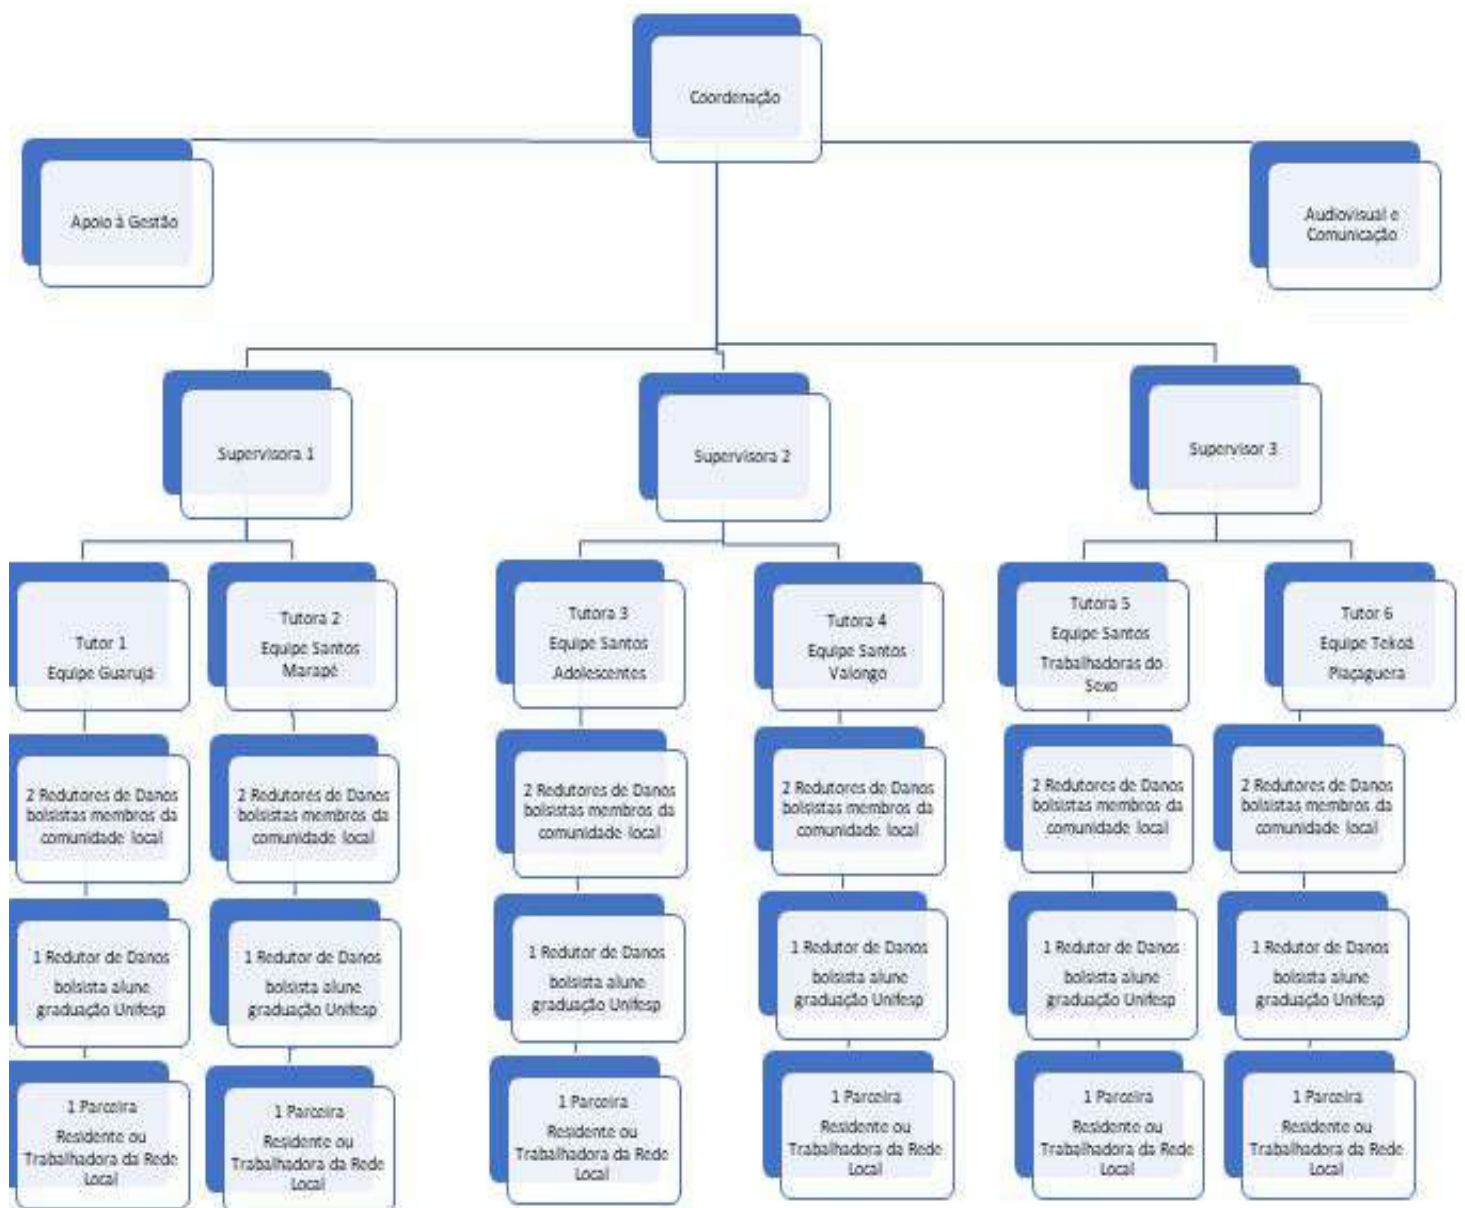 Coordenação
Apoio à Gestão
Audiovisual e
Comunicação
Supervisora 1
Supervisora 2
Supervisor 3
Tutor 1
Equipe Guarujá
Tutora 2
Equipe Santos
Marapé
Tutora 3
Equipe Santos
Adolescentes
Tutora 4
Equipe Santos
Valongo
Tutora 5
Equipe Santos
Trabalhadoras do
Sexo
Tutor 6
Equipe Tekoá
Piaçaguera
2 Redutores de Danos
bolsistas membros da
comunidade local
2 Redutores de Danos
bolsistas membros da
comunidade local
2 Redutores de Danos
bolsistas membros da
comunidade local
2 Redutores de Danos
bolsistas membros da
comunidade local
2 Redutores de Danos
bolsistas membros da
comunidade local
2 Redutores de Danos
bolsistas membros da
comunidade local
1 Redutor de Danos
bolsista alune
graduação Unifesp
1 Redutor de Danos
bolsista alune
graduação Unifesp
1 Redutor de Danos
bolsista alune
graduação Unifesp
1 Redutor de Danos
bolsista alune
graduação Unifesp
1 Redutor de Danos
bolsista alune
graduação Unifesp
1 Redutor de Danos
bolsista alune
graduação Unifesp
1 Parceira
Residente ou
Trabalhadora da Rede
Local
1 Parceira
Residente ou
Trabalhadora da Rede
Local
1 Parceira
Residente ou
Trabalhadora da Rede
Local
1 Parceira
Residente ou
Trabalhadora da Rede
Local
1 Parceira
Residente ou
Trabalhadora da Rede
Local
1 Parceira
Residente ou
Trabalhadora da Rede
Local